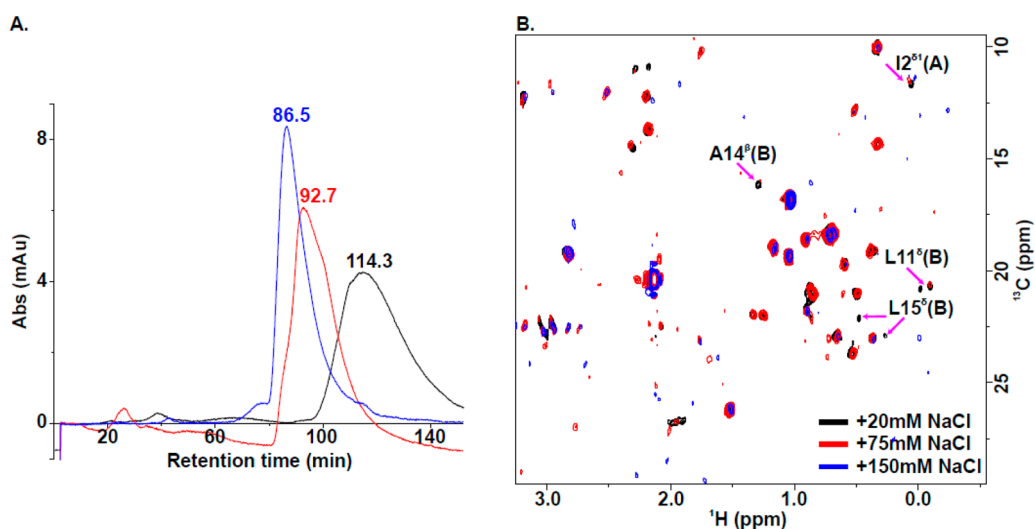 A.
86.5
92.7
114.3
8
4
0
20
60
100
140
Abs (mAu)
Retention time (min)
B.
I2δ1(A)
A14β(B)
L11δ(B)
L15δ(B)
10
15
20
25
13C (ppm)
+20mM NaCl
+75mM NaCl
+150mM NaCl
3.0
2.0
1.0
0.0
1H (ppm)